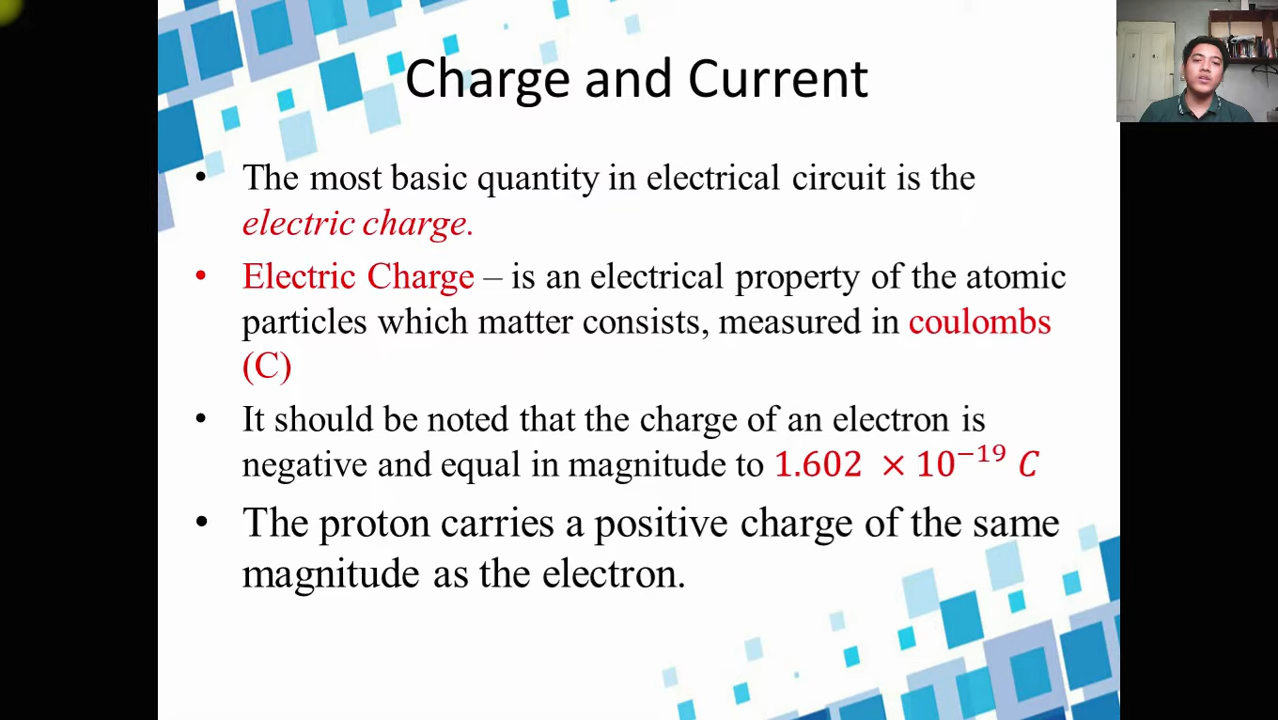 Charge and Current
• The most basic quantity in electrical circuit is the
electric charge.
• Electric Charge – is an electrical property of the atomic
particles which matter consists, measured in coulombs
(C)
• It should be noted that the charge of an electron is
negative and equal in magnitude to 1.602 × 10⁻¹⁹ C
• The proton carries a positive charge of the same
magnitude as the electron.